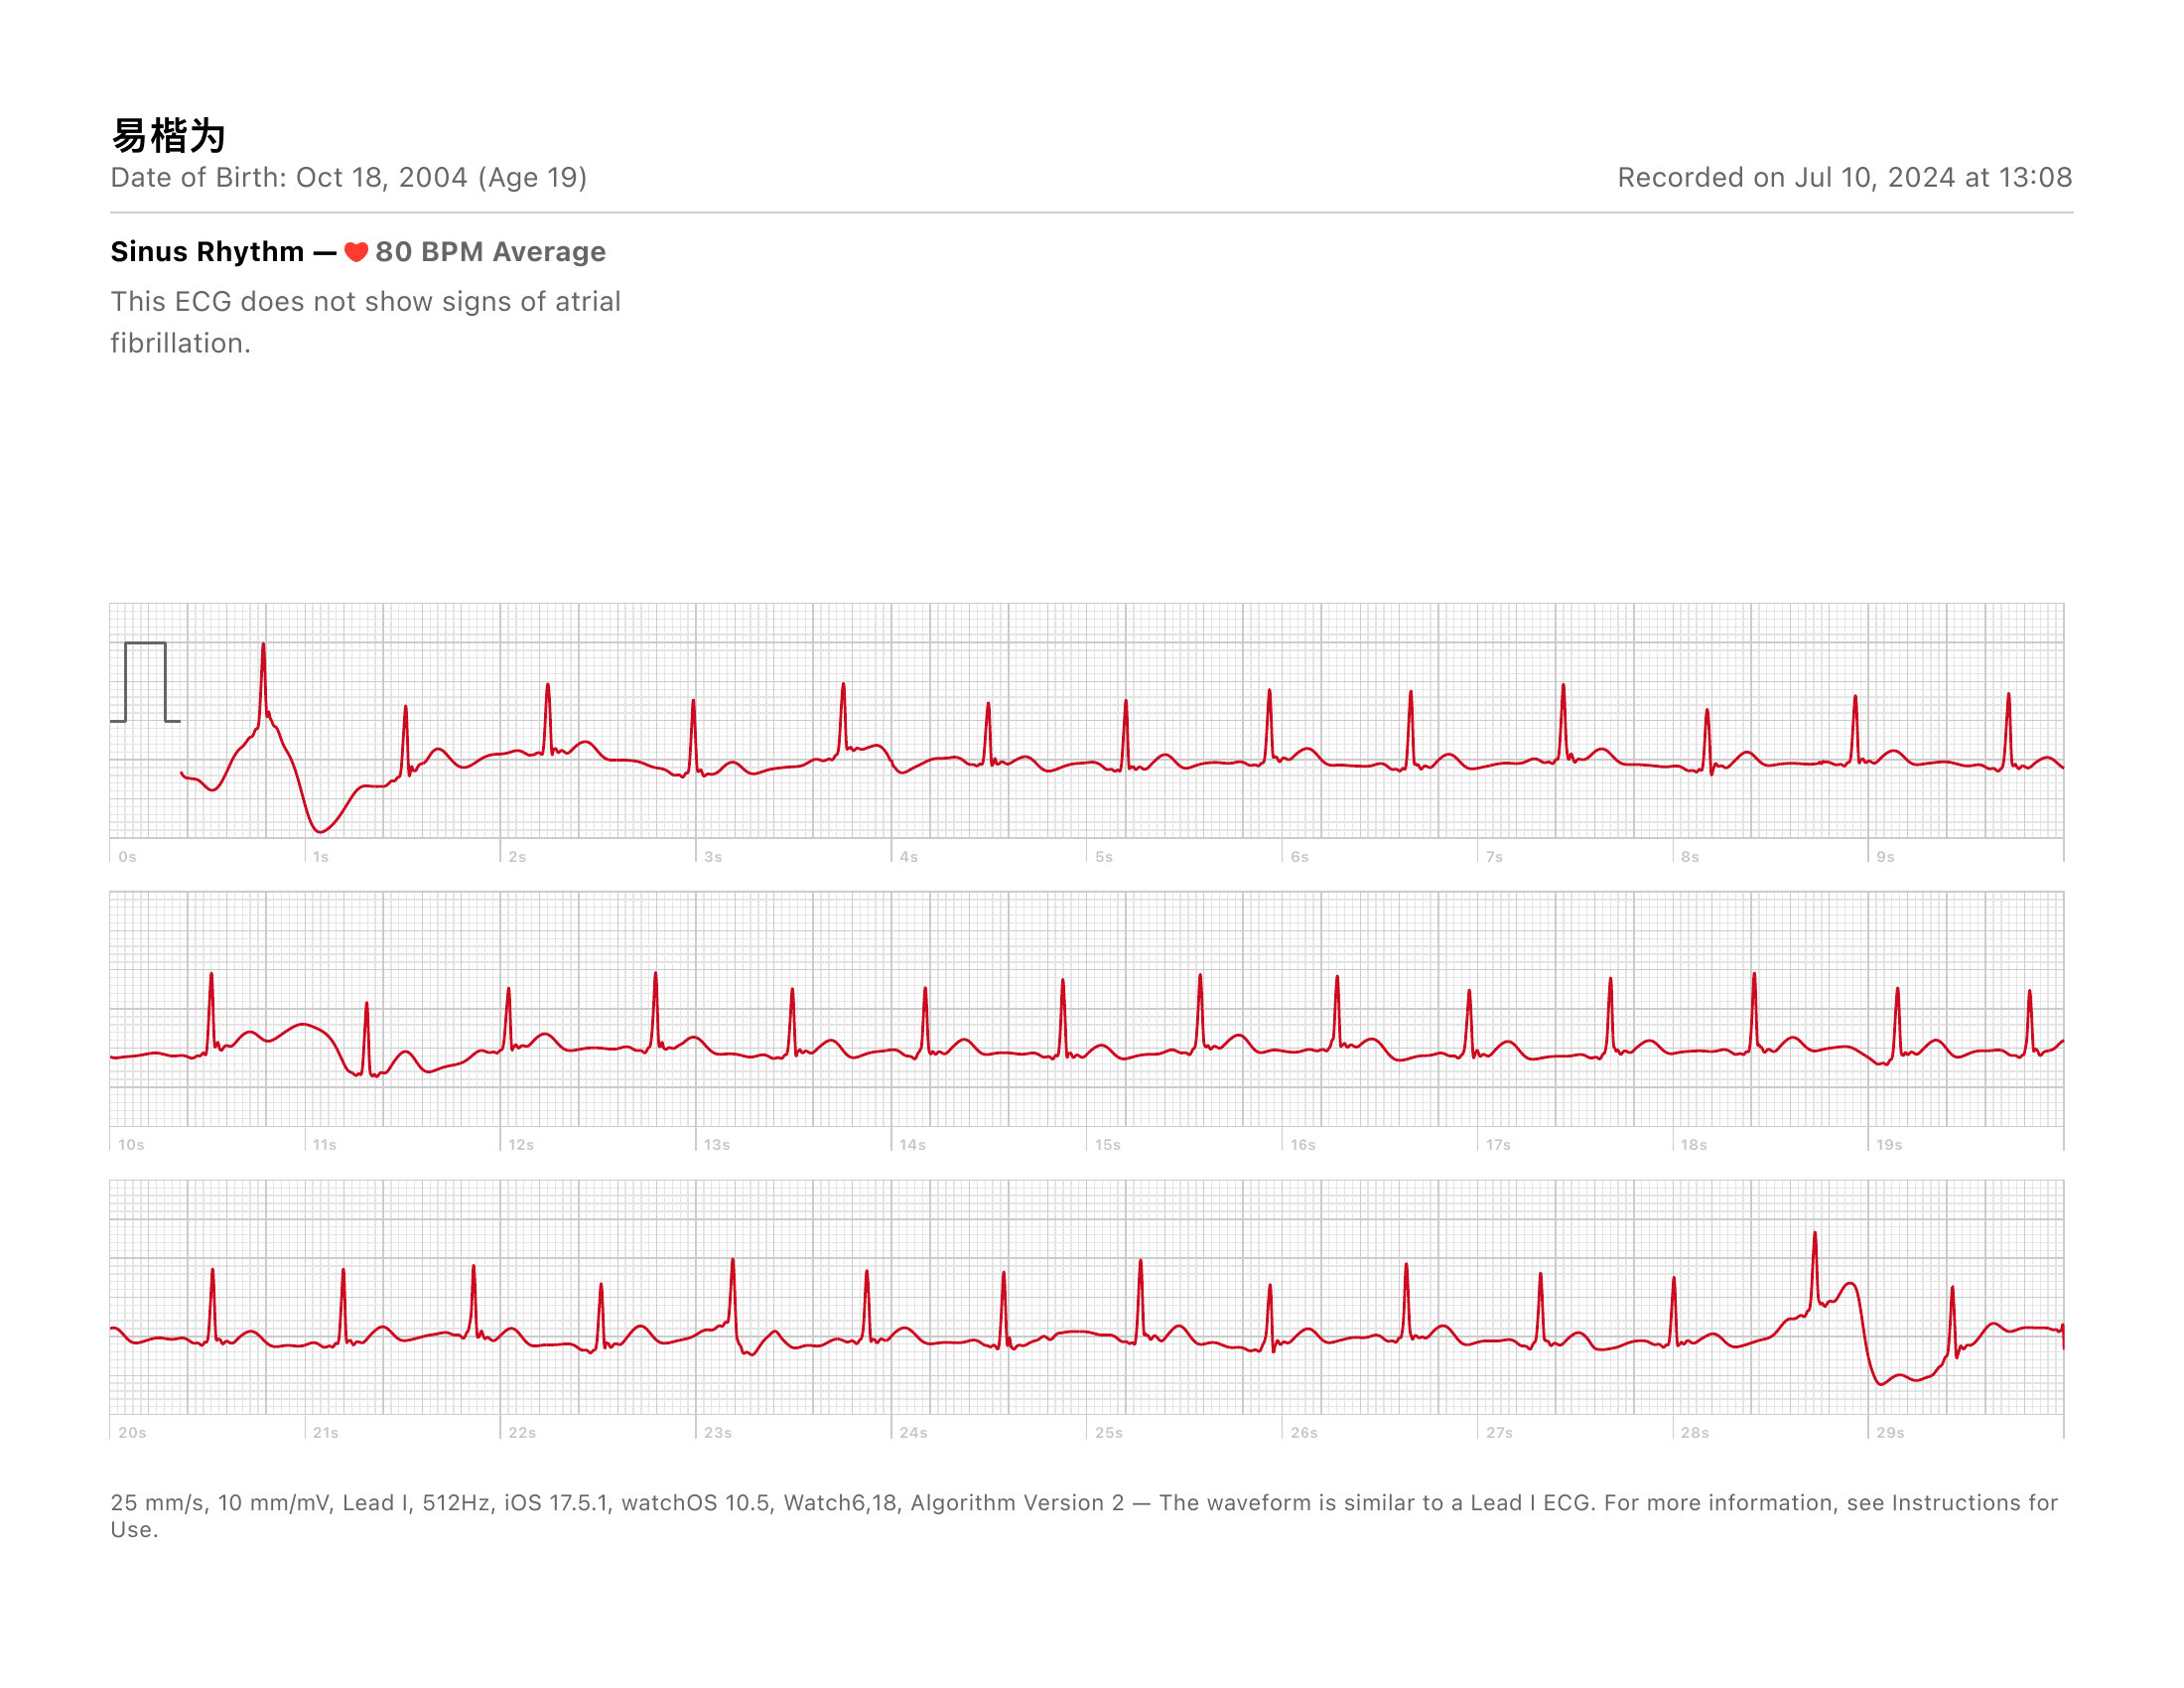 易楷为
Date of Birth: Oct 18, 2004 (Age 19)
Recorded on Jul 10, 2024 at 13:08
Sinus Rhythm — ❤️ 80 BPM Average
This ECG does not show signs of atrial
fibrillation.
0s 1s 2s 3s 4s 5s 6s 7s 8s 9s
10s 11s 12s 13s 14s 15s 16s 17s 18s 19s
20s 21s 22s 23s 24s 25s 26s 27s 28s 29s
25 mm/s, 10 mm/mV, Lead I, 512Hz, iOS 17.5.1, watchOS 10.5, Watch6,18, Algorithm Version 2 — The waveform is similar to a Lead I ECG. For more information, see Instructions for
Use.